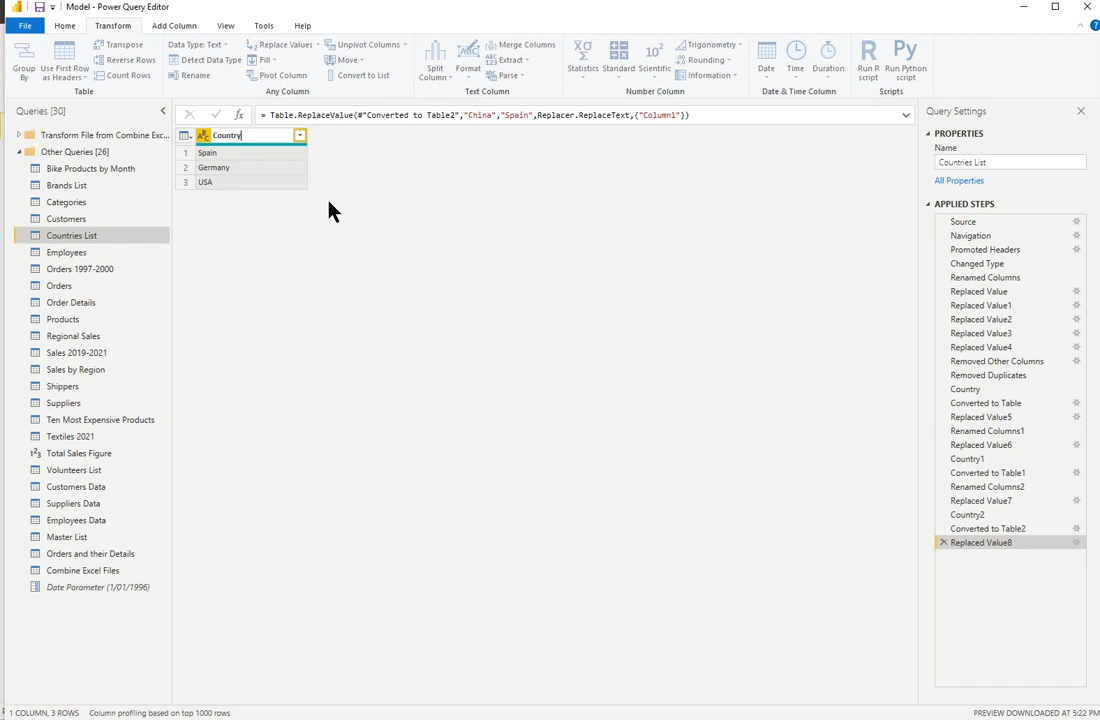 Model - Power Query Editor
File Home Transform Add Column View Tools Help
Group By
Use First Row as Headers
Transpose
Reverse Rows
Count Rows
Table
Data Type: Text
Detect Data Type
Rename
Replace Values
Fill
Pivot Column
Unpivot Columns
Move
Convert to List
Any Column
Split Column
Format
Merge Columns
Extract
Parse
Text Column
Statistics
Standard
Scientific
Trigonometry
Rounding
Information
Number Column
Date
Time
Duration
Date & Time Column
Run R script
Run Python script
Scripts
Queries [30]
Transform File from Combine Exc...
Other Queries [26]
Bike Products by Month
Brands List
Categories
Customers
Countries List
Employees
Orders 1997-2000
Orders
Order Details
Products
Regional Sales
Sales 2019-2021
Sales by Region
Shippers
Suppliers
Ten Most Expensive Products
Textiles 2021
Total Sales Figure
Volunteers List
Customers Data
Suppliers Data
Employees Data
Master List
Orders and their Details
Combine Excel Files
Date Parameter (1/01/1996)
= Table.ReplaceValue(#"Converted to Table2","China","Spain",Replacer.ReplaceText,{"Column1"})
Country
1 Spain
2 Germany
3 USA
Query Settings
PROPERTIES
Name
Countries List
All Properties
APPLIED STEPS
Source
Navigation
Promoted Headers
Changed Type
Renamed Columns
Replaced Value
Replaced Value1
Replaced Value2
Replaced Value3
Replaced Value4
Removed Other Columns
Removed Duplicates
Country
Converted to Table
Replaced Value5
Renamed Columns1
Replaced Value6
Country1
Converted to Table1
Renamed Columns2
Replaced Value7
Country2
Converted to Table2
Replaced Value8
1 COLUMN, 3 ROWS Column profiling based on top 1000 rows
PREVIEW DOWNLOADED AT 5:22 PM